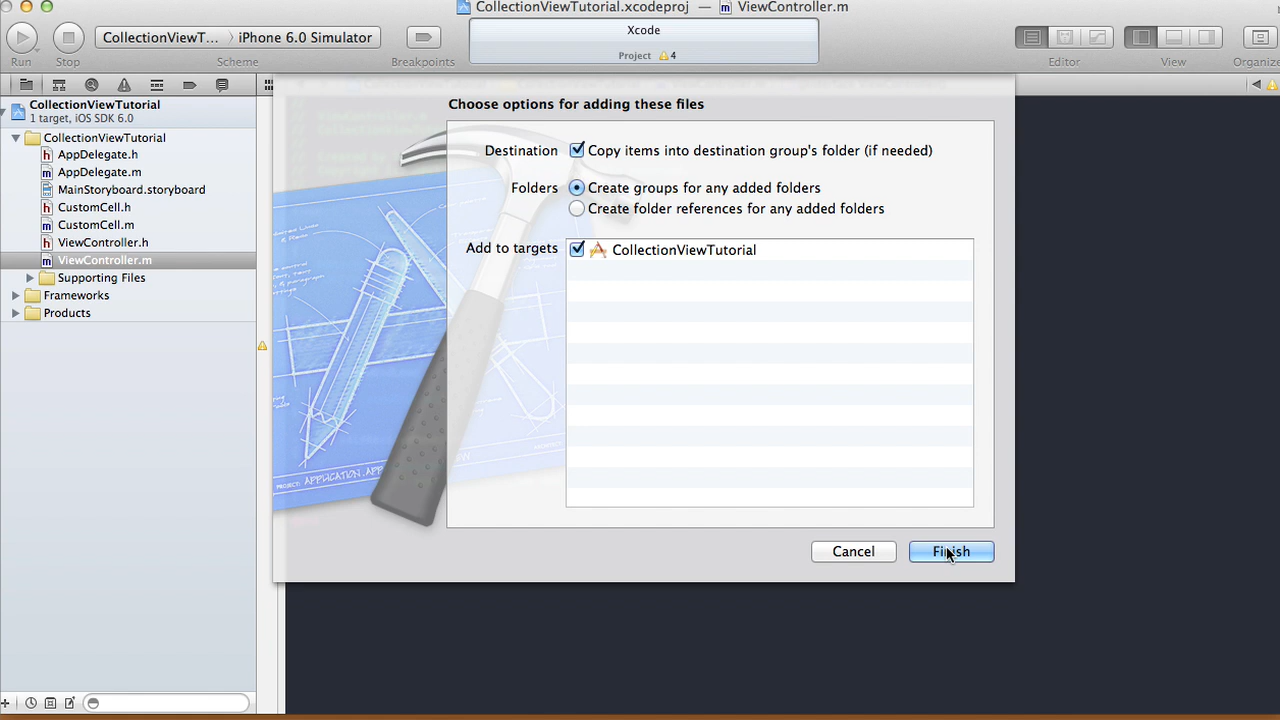 CollectionViewTutorial.xcodeproj — ViewController.m
CollectionViewT... iPhone 6.0 Simulator
Xcode
Project 4
Run Stop Scheme Breakpoints Editor View Organize
CollectionViewTutorial
1 target, iOS SDK 6.0
CollectionViewTutorial
AppDelegate.h
AppDelegate.m
MainStoryboard.storyboard
CustomCell.h
CustomCell.m
ViewController.h
ViewController.m
Supporting Files
Frameworks
Products
Choose options for adding these files
Destination Copy items into destination group's folder (if needed)
Folders Create groups for any added folders
Create folder references for any added folders
Add to targets CollectionViewTutorial
PROJECT: APPLICATION.APP
Cancel Finish